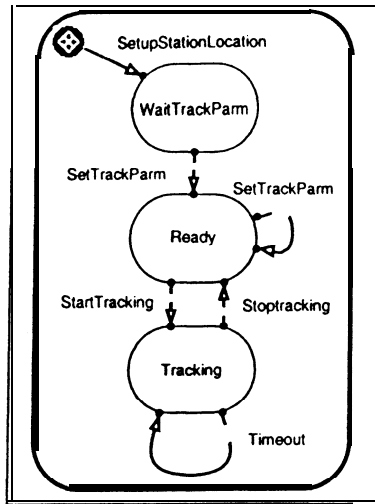 SetupStationLocation
WaitTrackParm
SetTrackParm
SetTrackParm
Ready
StartTracking
Stoptracking
Tracking
Timeout